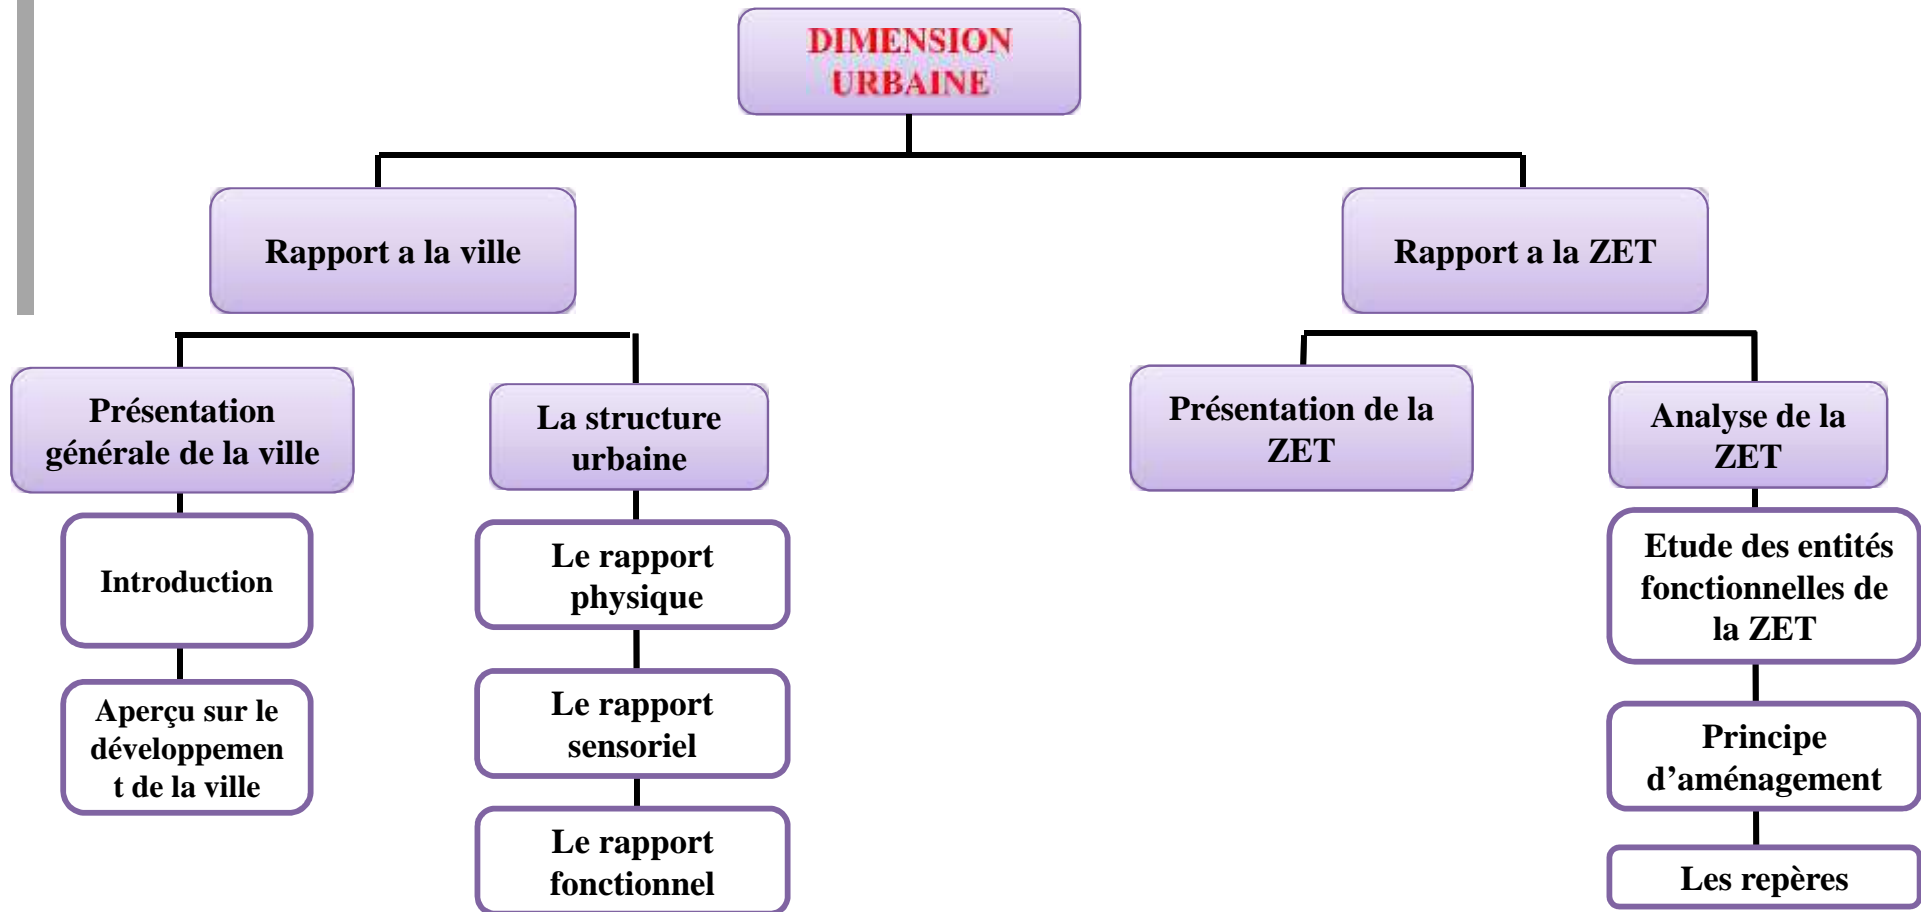 DIMENSION
URBAINE
Rapport a la ville
Rapport a la ZET
Présentation
générale de la ville
La structure
urbaine
Présentation de la
ZET
Analyse de la
ZET
Introduction
Aperçu sur le
développemen
t de la ville
Le rapport
physique
Le rapport
sensoriel
Le rapport
fonctionnel
Etude des entités
fonctionnelles de
la ZET
Principe
d’aménagement
Les repères